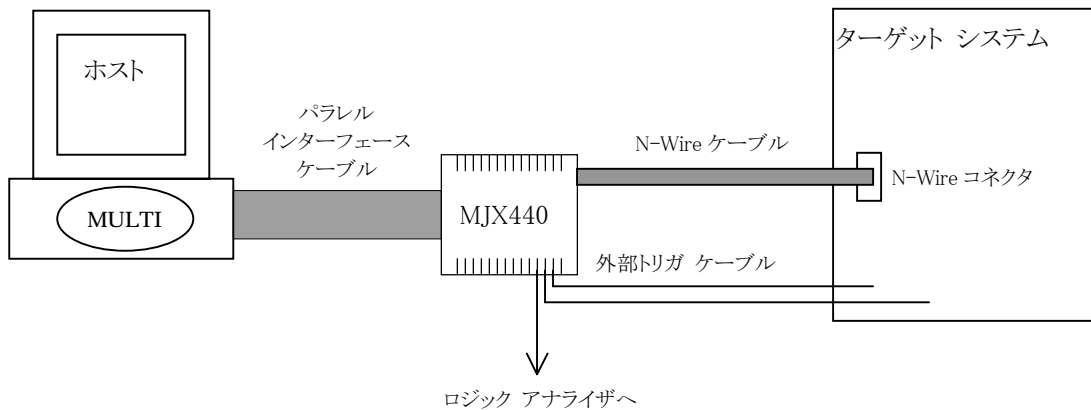 ホスト
MULTI
パラレル
インターフェース
ケーブル
MJX440
N-Wire ケーブル
ターゲット システム
N-Wire コネクタ
外部トリガ ケーブル
ロジック アナライザへ